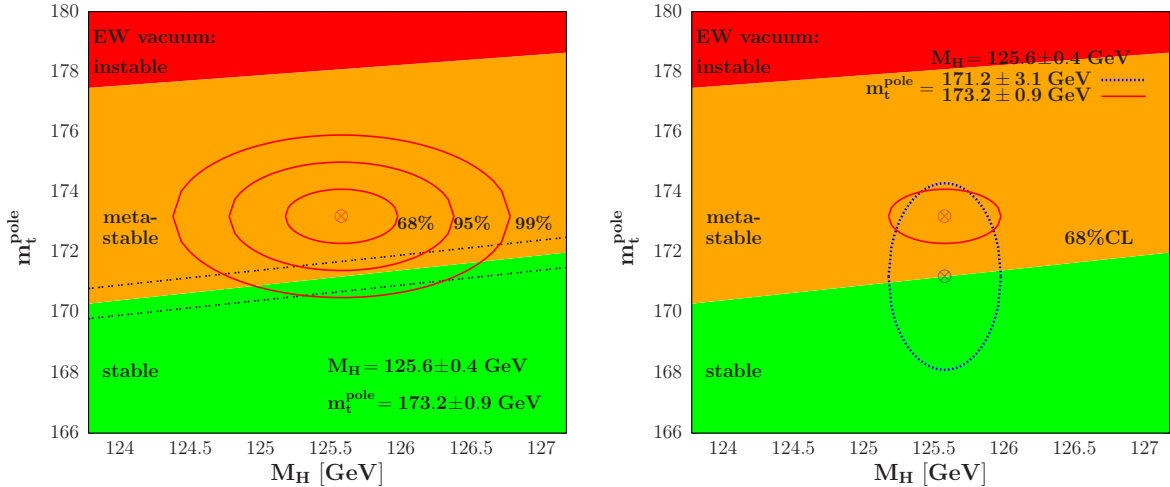 180
178
176
174
172
170
168
166
m_t^pole
EW vacuum:
instable
meta-
stable
68%
95%
99%
stable
M_H = 125.6±0.4 GeV
m_t^pole = 173.2±0.9 GeV
124
124.5
125
125.5
126
126.5
127
M_H [GeV]
180
178
176
174
172
170
168
166
m_t^pole
EW vacuum:
instable
M_H = 125.6±0.4 GeV
m_t^pole = 171.2±3.1 GeV
173.2±0.9 GeV
meta-
stable
68%CL
stable
124
124.5
125
125.5
126
126.5
127
M_H [GeV]